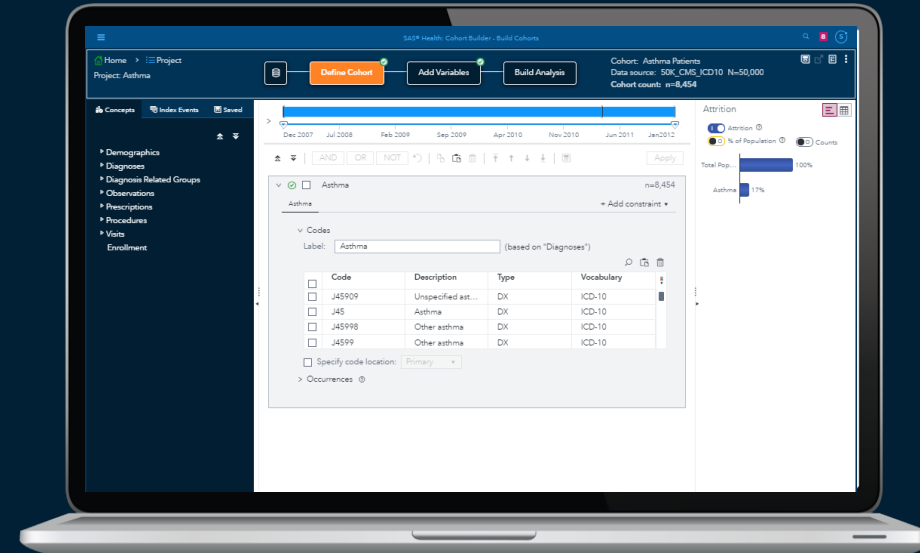 SAS® Health: Cohort Builder - Build Cohorts
8
S
Home > Project
Project: Asthma
Define Cohort
Add Variables
Build Analysis
Cohort: Asthma Patients
Data source: 50K_CMS_ICD10 N=50,000
Cohort count: n=8,454
Concepts
Index Events
Saved
Demographics
Diagnoses
Diagnosis Related Groups
Observations
Prescriptions
Procedures
Visits
Enrollment
Dec 2007 Jul 2008 Feb 2009 Sep 2009 Apr 2010 Nov 2010 Jun 2011 Jan 2012
AND OR NOT Apply
Asthma n=8,454
Asthma + Add constraint
Codes
Label: Asthma (based on "Diagnoses")
Code Description Type Vocabulary
J45909 Unspecified ast... DX ICD-10
J45 Asthma DX ICD-10
J45998 Other asthma DX ICD-10
J4599 Other asthma DX ICD-10
Specify code location: Primary
> Occurrences
Attrition
Attrition
% of Population Counts
Total Pop... 100%
Asthma 17%